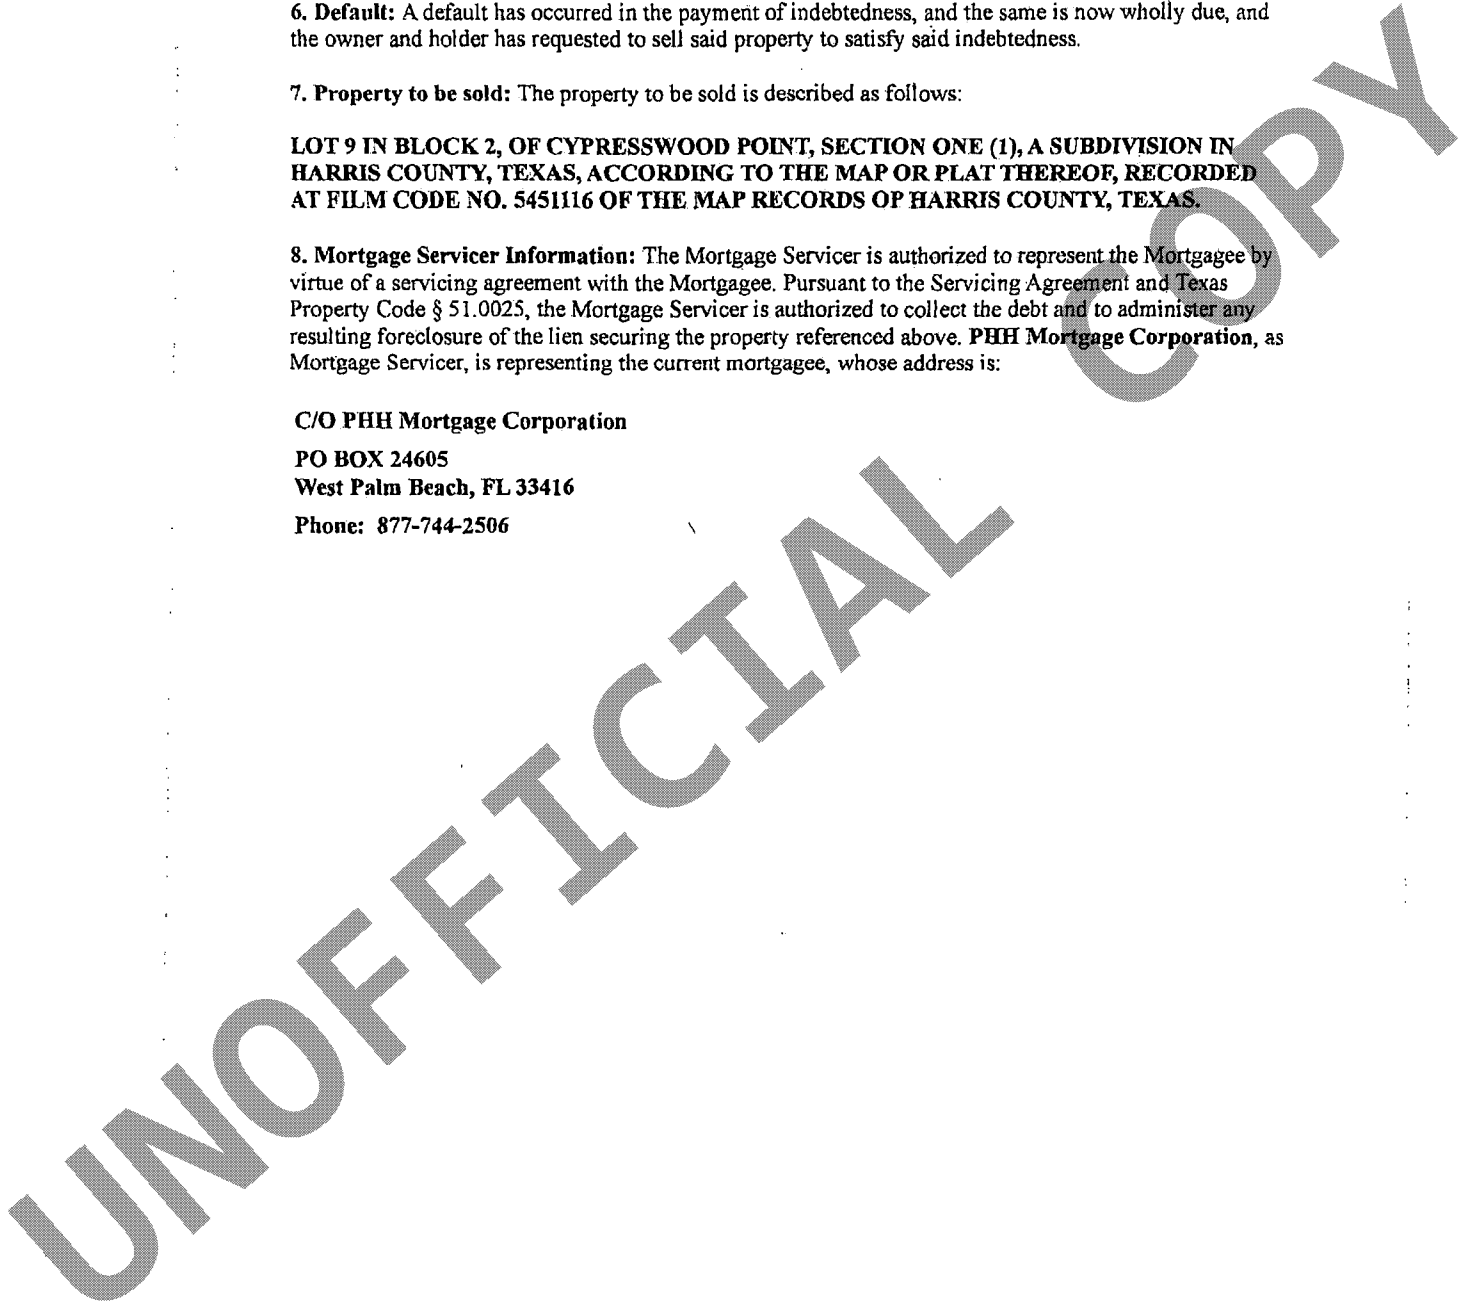 6. Default: A default has occurred in the payment of indebtedness, and the same is now wholly due, and
the owner and holder has requested to sell said property to satisfy said indebtedness.
7. Property to be sold: The property to be sold is described as follows:
LOT 9 IN BLOCK 2, OF CYPRESSWOOD POINT, SECTION ONE (1), A SUBDIVISION IN
HARRIS COUNTY, TEXAS, ACCORDING TO THE MAP OR PLAT THEREOF, RECORDED
AT FILM CODE NO. 5451116 OF THE MAP RECORDS OP HARRIS COUNTY, TEXAS.
8. Mortgage Servicer Information: The Mortgage Servicer is authorized to represent the Mortgagee by
virtue of a servicing agreement with the Mortgagee. Pursuant to the Servicing Agreement and Texas
Property Code § 51.0025, the Mortgage Servicer is authorized to collect the debt and to administer any
resulting foreclosure of the lien securing the property referenced above. PHH Mortgage Corporation, as
Mortgage Servicer, is representing the current mortgagee, whose address is:
C/O PHH Mortgage Corporation
PO BOX 24605
West Palm Beach, FL 33416
Phone: 877-744-2506
UNOFFICIAL COPY